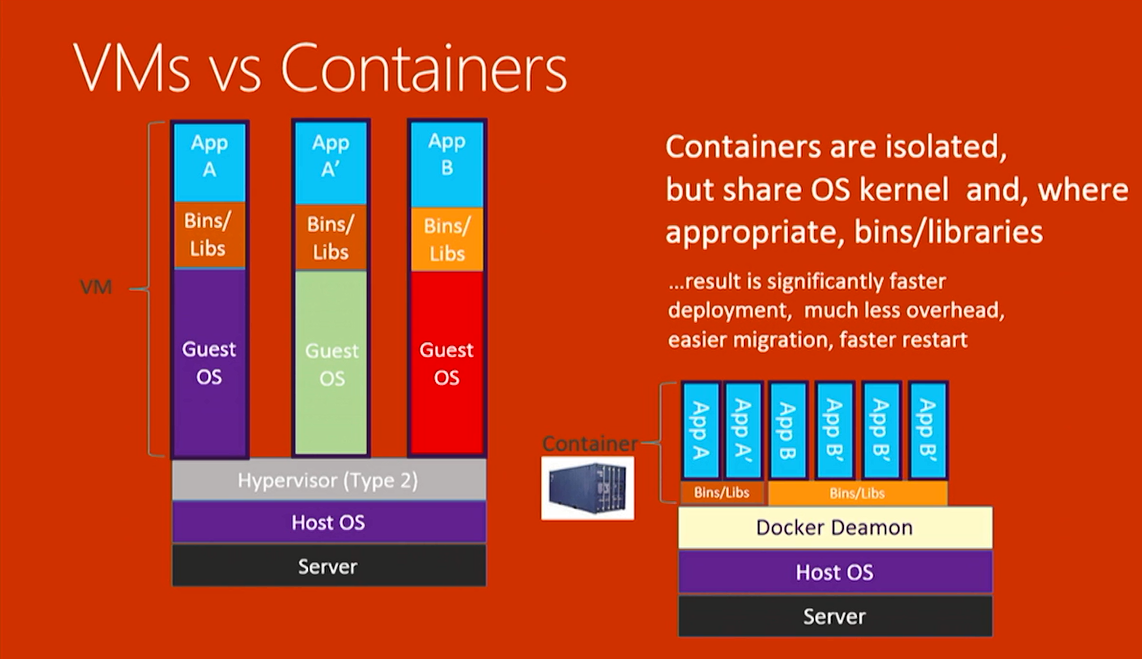 VMs vs Containers
App
A
Bins/
Libs
Guest
OS
App
A’
Bins/
Libs
Guest
OS
App
B
Bins/
Libs
Guest
OS
VM
Hypervisor (Type 2)
Host OS
Server
Containers are isolated,
but share OS kernel  and, where
appropriate, bins/libraries
...result is significantly faster
deployment,  much less overhead,
easier migration, faster restart
Container
App A
App A’
App B
App B’
App B’
App B’
Bins/Libs
Bins/Libs
Docker Deamon
Host OS
Server